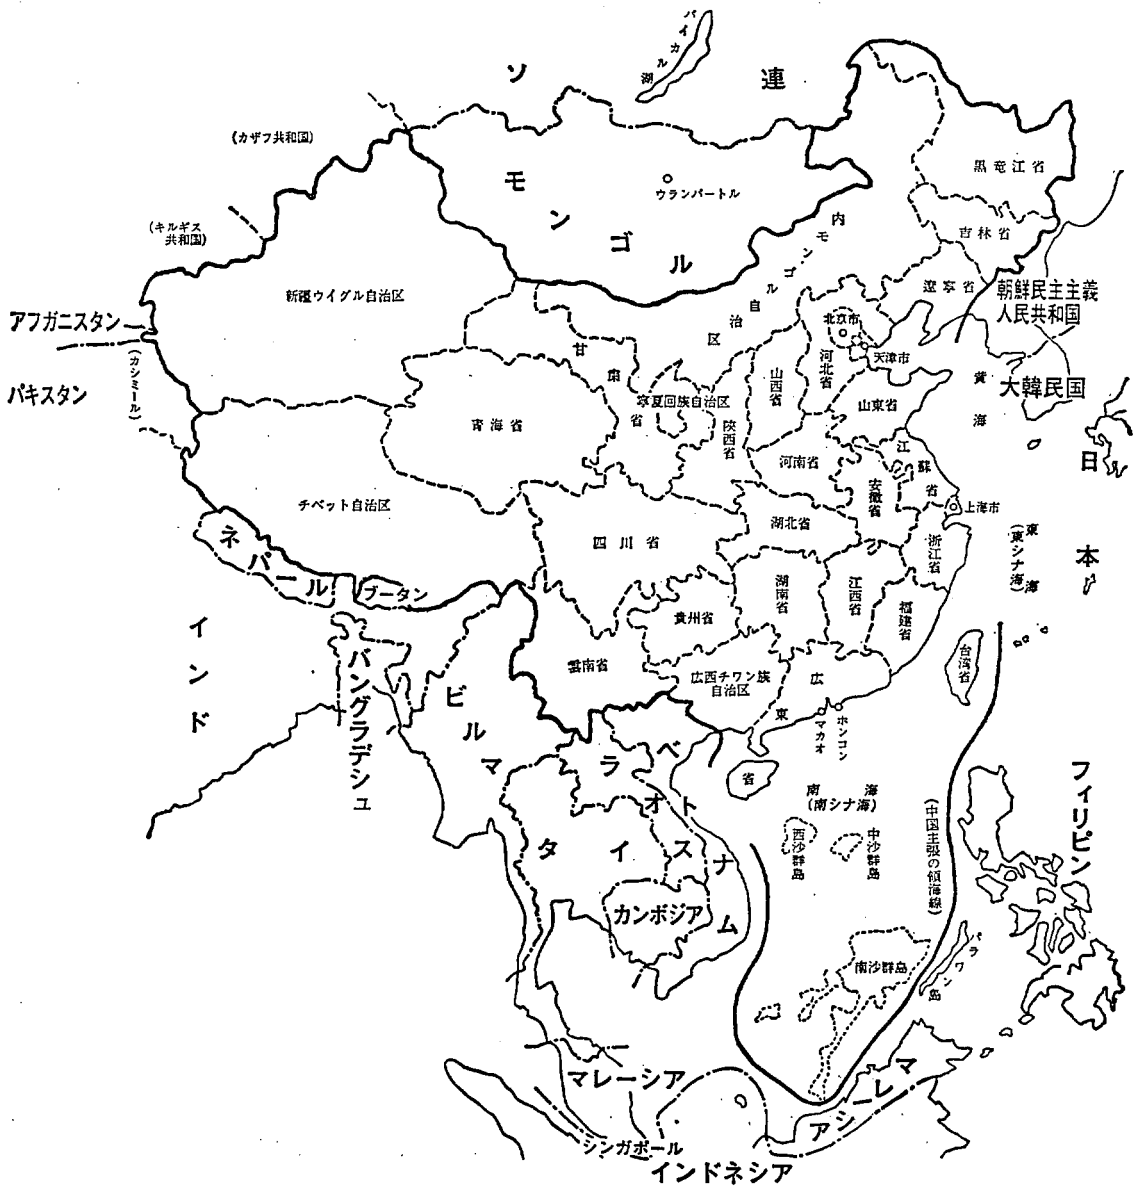 バイカル湖
ソ連
(カザフ共和国)
(キルギス
共和国)
モンゴル
ウランバートル
黒竜江省
吉林省
遼寧省
内モンゴル自治区
新疆ウイグル自治区
アフガニスタン
パキスタン
(カシミール)
甘粛省
青海省
寧夏回族自治区
陝西省
山西省
河北省
北京市
天津市
山東省
朝鮮民主主義
人民共和国
大韓民国
黄海
日本
チベット自治区
四川省
河南省
江蘇省
安徽省
上海市
湖北省
浙江省
東海
(東シナ海)
ネパール
ブータン
インド
バングラデシュ
ビルマ
雲南省
貴州省
湖南省
江西省
福建省
台湾省
広西チワン族
自治区
広東省
マカオ
ホンコン
ラオス
ベトナム
タイ
カンボジア
南海
(南シナ海)
西沙群島
中沙群島
南沙群島
(中国主張の領海線)
フィリピン
パラワン島
マレーシア
マレーシア
シンガポール
インドネシア